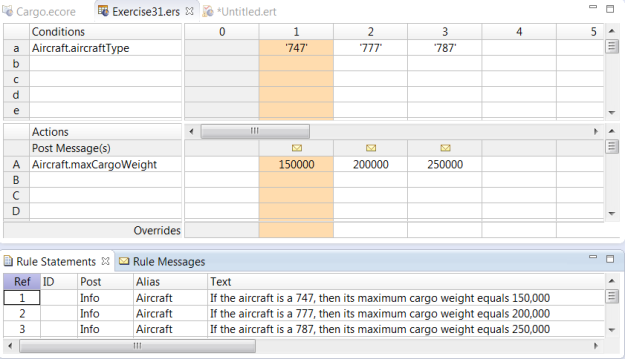 Cargo.ecore Exercise31.ers *Untitled.ert
Conditions 0 1 2 3 4 5
a Aircraft.aircraftType '747' '777' '787'
b
c
d
e
Actions
Post Message(s)
A Aircraft.maxCargoWeight 150000 200000 250000
B
C
D
Overrides
Rule Statements Rule Messages
Ref ID Post Alias Text
1 Info Aircraft If the aircraft is a 747, then its maximum cargo weight equals 150,000
2 Info Aircraft If the aircraft is a 777, then its maximum cargo weight equals 200,000
3 Info Aircraft If the aircraft is a 787, then its maximum cargo weight equals 250,000